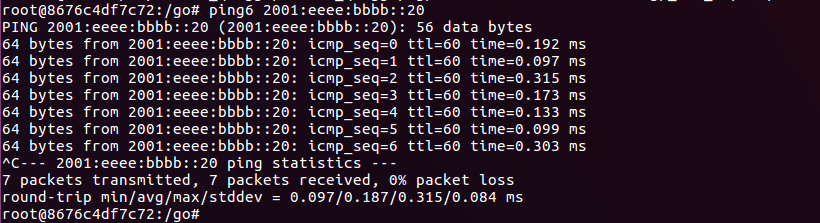 root@8676c4df7c72:/go# ping6 2001:eeee:bbbb::20
PING 2001:eeee:bbbb::20 (2001:eeee:bbbb::20): 56 data bytes
64 bytes from 2001:eeee:bbbb::20: icmp_seq=0 ttl=60 time=0.192 ms
64 bytes from 2001:eeee:bbbb::20: icmp_seq=1 ttl=60 time=0.097 ms
64 bytes from 2001:eeee:bbbb::20: icmp_seq=2 ttl=60 time=0.315 ms
64 bytes from 2001:eeee:bbbb::20: icmp_seq=3 ttl=60 time=0.173 ms
64 bytes from 2001:eeee:bbbb::20: icmp_seq=4 ttl=60 time=0.133 ms
64 bytes from 2001:eeee:bbbb::20: icmp_seq=5 ttl=60 time=0.099 ms
64 bytes from 2001:eeee:bbbb::20: icmp_seq=6 ttl=60 time=0.303 ms
^C--- 2001:eeee:bbbb::20 ping statistics ---
7 packets transmitted, 7 packets received, 0% packet loss
round-trip min/avg/max/stddev = 0.097/0.187/0.315/0.084 ms
root@8676c4df7c72:/go#